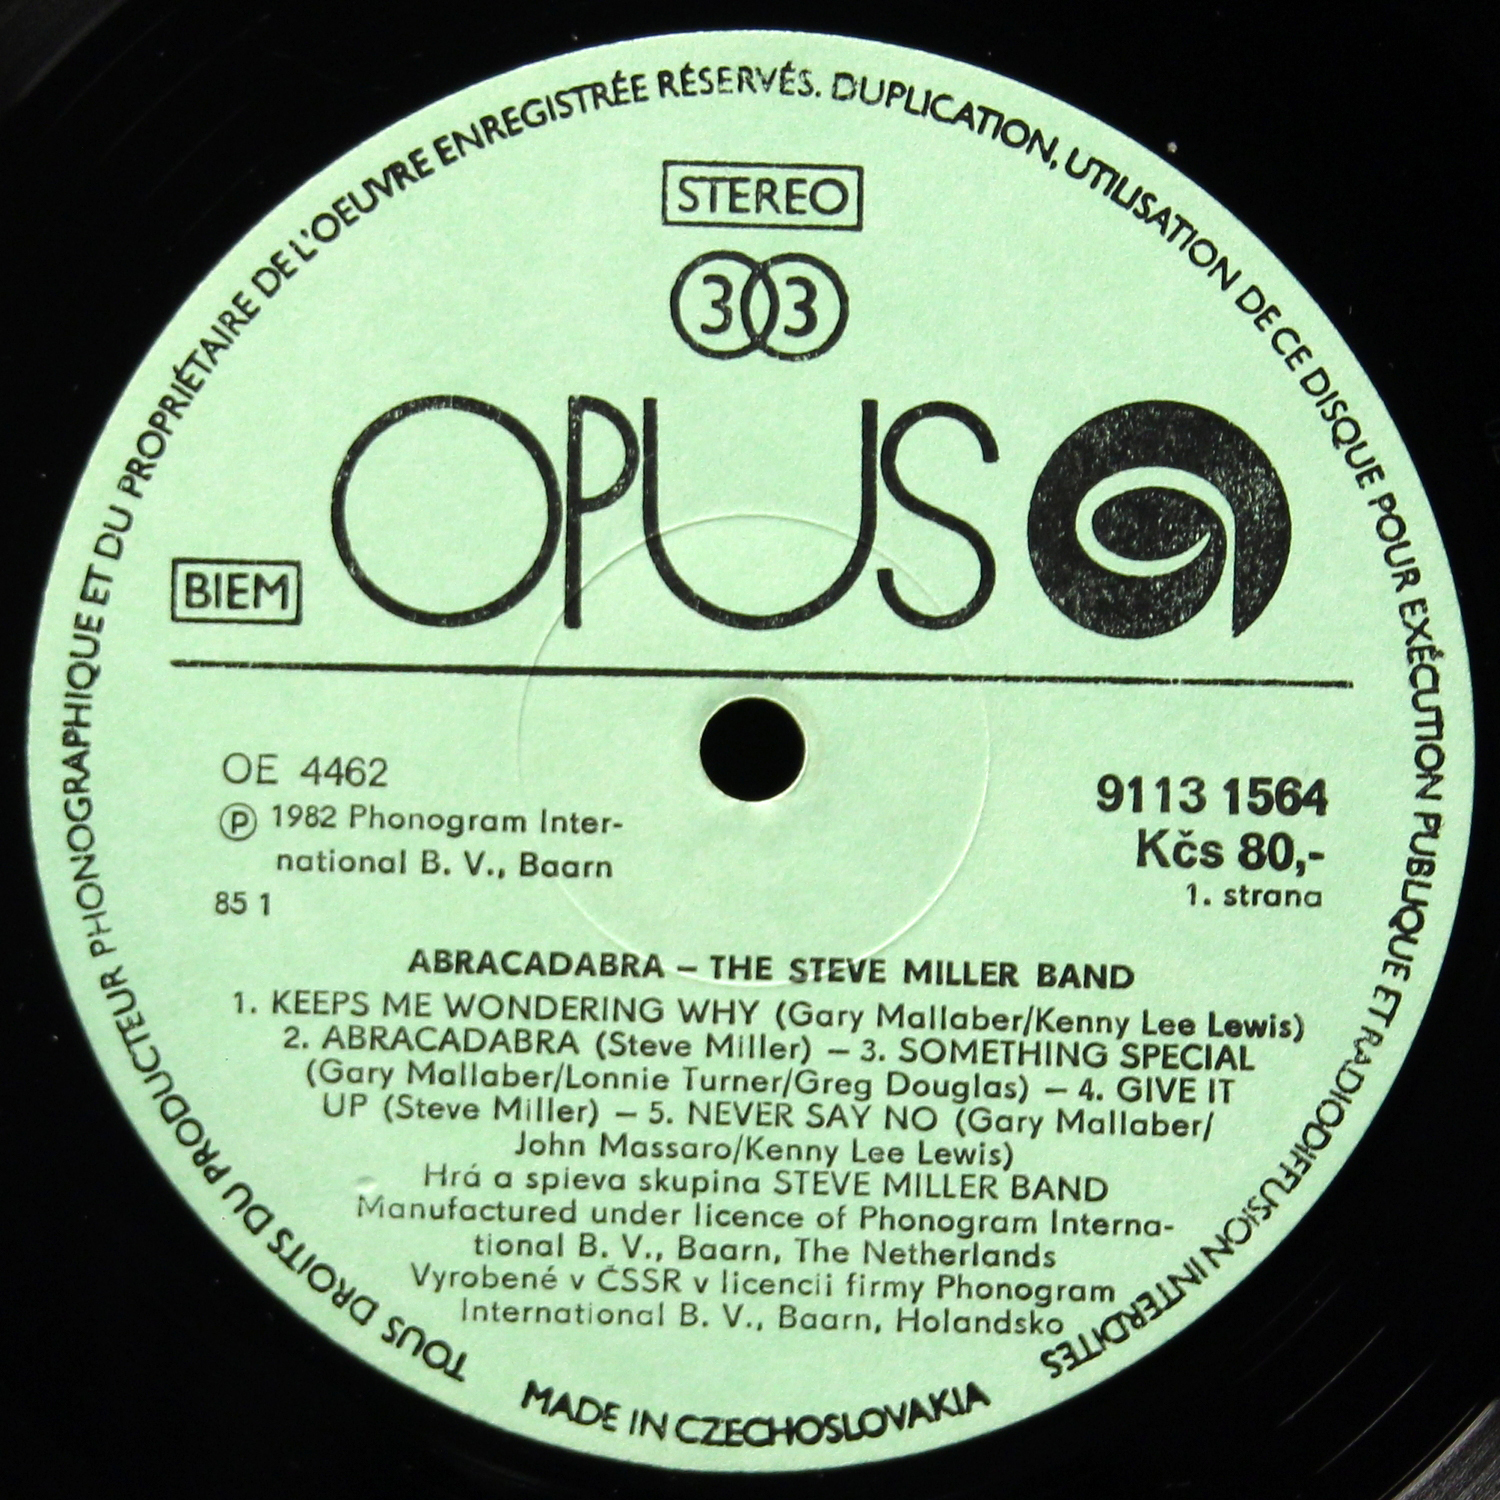 TOUS DROITS DU PRODUCTEUR PHONOGRAPHIQUE ET DU PROPRIÉTAIRE DE L'OEUVRE ENREGISTRÉE RÉSERVÉS. DUPLICATION, UTILISATION DE CE DISQUE POUR EXÉCUTION PUBLIQUE ET RADIODIFFUSION INTERDITES
STEREO
33
OPUS
BIEM
OE 4462
Ⓟ 1982 Phonogram Inter-
national B. V., Baarn
85 1
9113 1564
Kčs 80,-
1. strana
ABRACADABRA – THE STEVE MILLER BAND
1. KEEPS ME WONDERING WHY (Gary Mallaber/Kenny Lee Lewis)
2. ABRACADABRA (Steve Miller) – 3. SOMETHING SPECIAL
(Gary Mallaber/Lonnie Turner/Greg Douglas) – 4. GIVE IT
UP (Steve Miller) – 5. NEVER SAY NO (Gary Mallaber/
John Massaro/Kenny Lee Lewis)
Hrá a spieva skupina STEVE MILLER BAND
Manufactured under licence of Phonogram Interna-
tional B. V., Baarn, The Netherlands
Vyrobené v ČSSR v licencii firmy Phonogram
International B. V., Baarn, Holandsko
MADE IN CZECHOSLOVAKIA